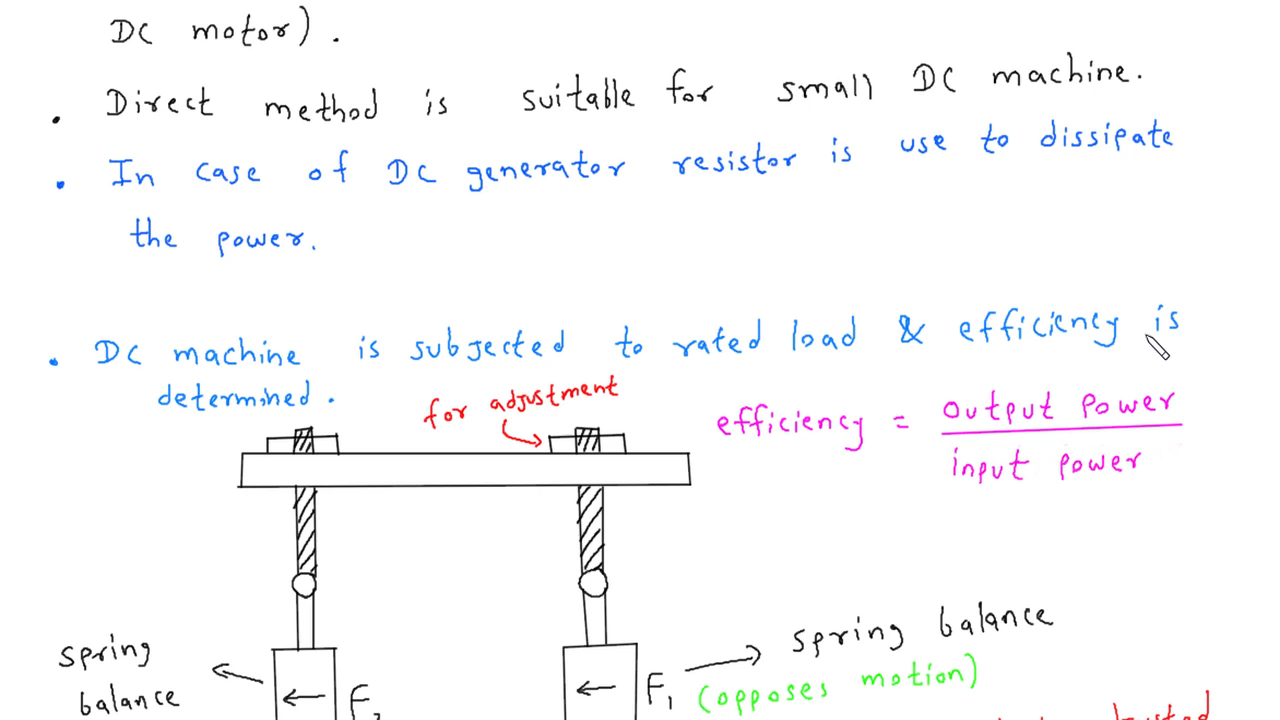 DC motor).
• Direct method is suitable for small DC machine.
• In case of DC generator resistor is use to dissipate
the power.
• DC machine is subjected to rated load & efficiency is
determined.
for adjustment
efficiency = output power
input power
spring balance
(opposes motion)
F1
spring
balance